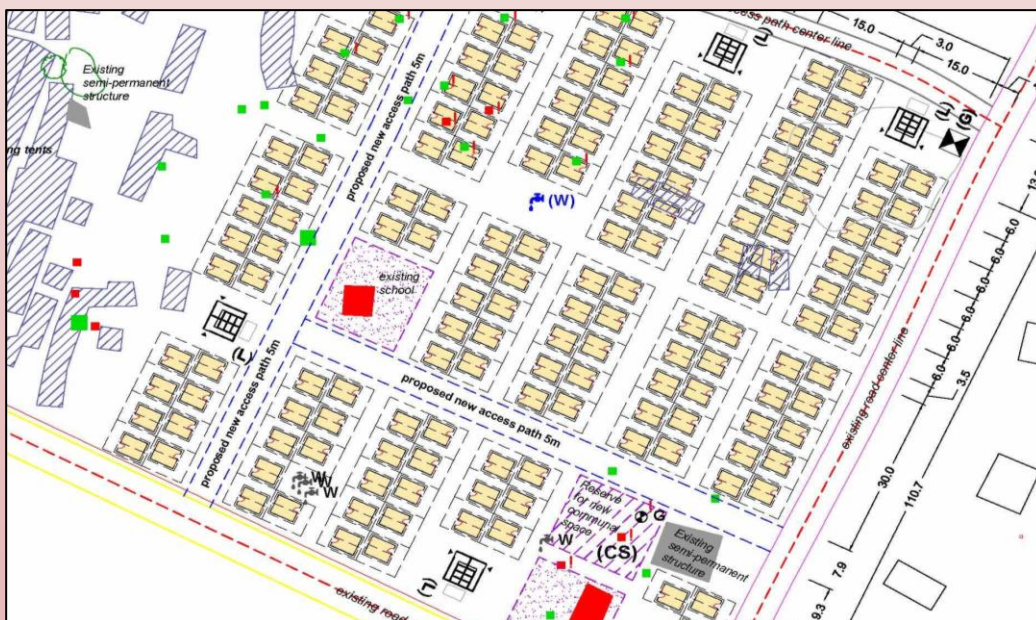 access path center line
15.0
3.0
15.0
(L)
(L)
(G)
Existing
semi-permanent
structure
ng tents
proposed new access path 5m
(W)
existing
school
6.0
6.0
6.0
6.0
6.0
6.0
3.5
(L)
proposed new access path 5m
proposed new access path 5m
existing road center line
30.0
110.7
W
W
W
Reserve
for new
communal
space
G
(CS)
W
Existing
semi-permanent
structure
(L)
existing road
7.9
9.3